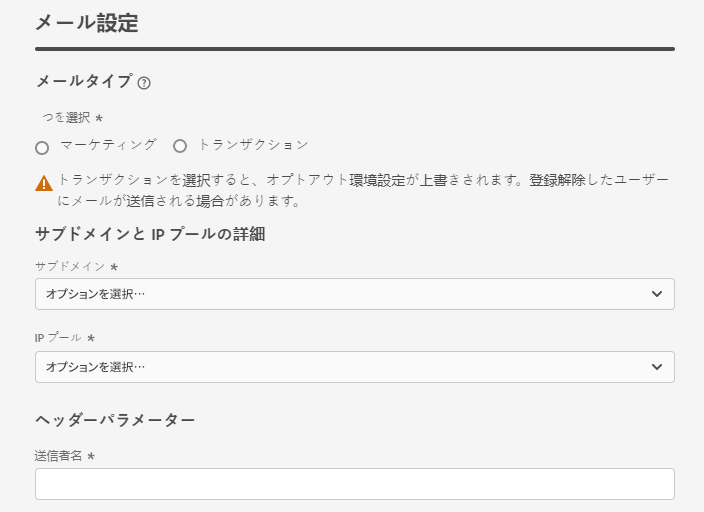 メール設定
メールタイプ ?
つを選択 *
マーケティング トランザクション
トランザクションを選択すると、オプトアウト環境設定が上書きされます。登録解除したユーザー
にメールが送信される場合があります。
サブドメインと IP プールの詳細
サブドメイン *
オプションを選択…
IP プール *
オプションを選択…
ヘッダーパラメーター
送信者名 *